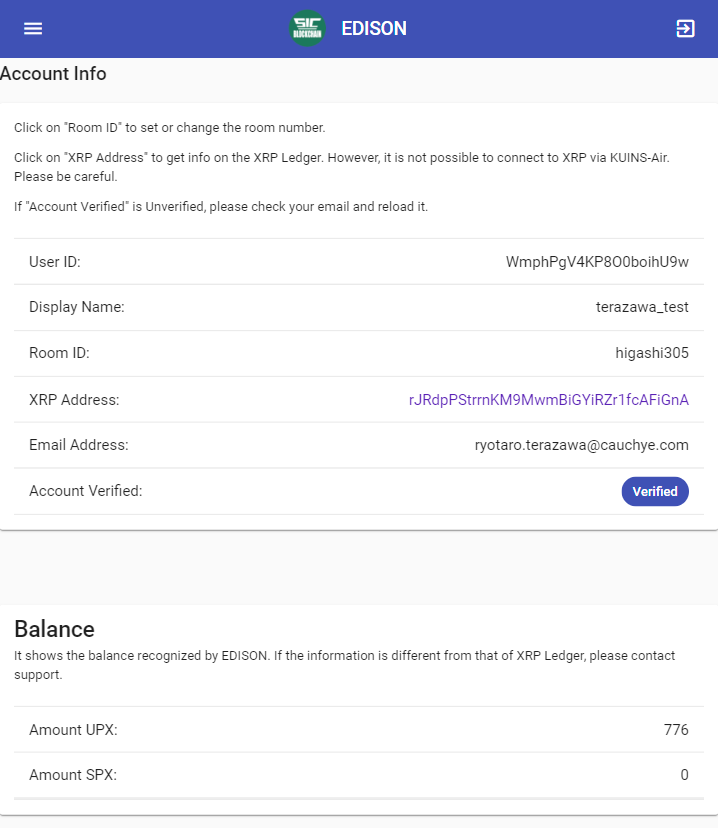 SIC
BLOCKCHAIN
EDISON
Account Info
Click on "Room ID" to set or change the room number.
Click on "XRP Address" to get info on the XRP Ledger. However, it is not possible to connect to XRP via KUINS-Air.
Please be careful.
If "Account Verified" is Unverified, please check your email and reload it.
User ID: WmphPgV4KP8O0boihU9w
Display Name: terazawa_test
Room ID: higashi305
XRP Address: rJRdpPStrrnKM9MwmBiGYiRZr1fcAFiGnA
Email Address: ryotaro.terazawa@cauchye.com
Account Verified: Verified
Balance
It shows the balance recognized by EDISON. If the information is different from that of XRP Ledger, please contact
support.
Amount UPX: 776
Amount SPX: 0